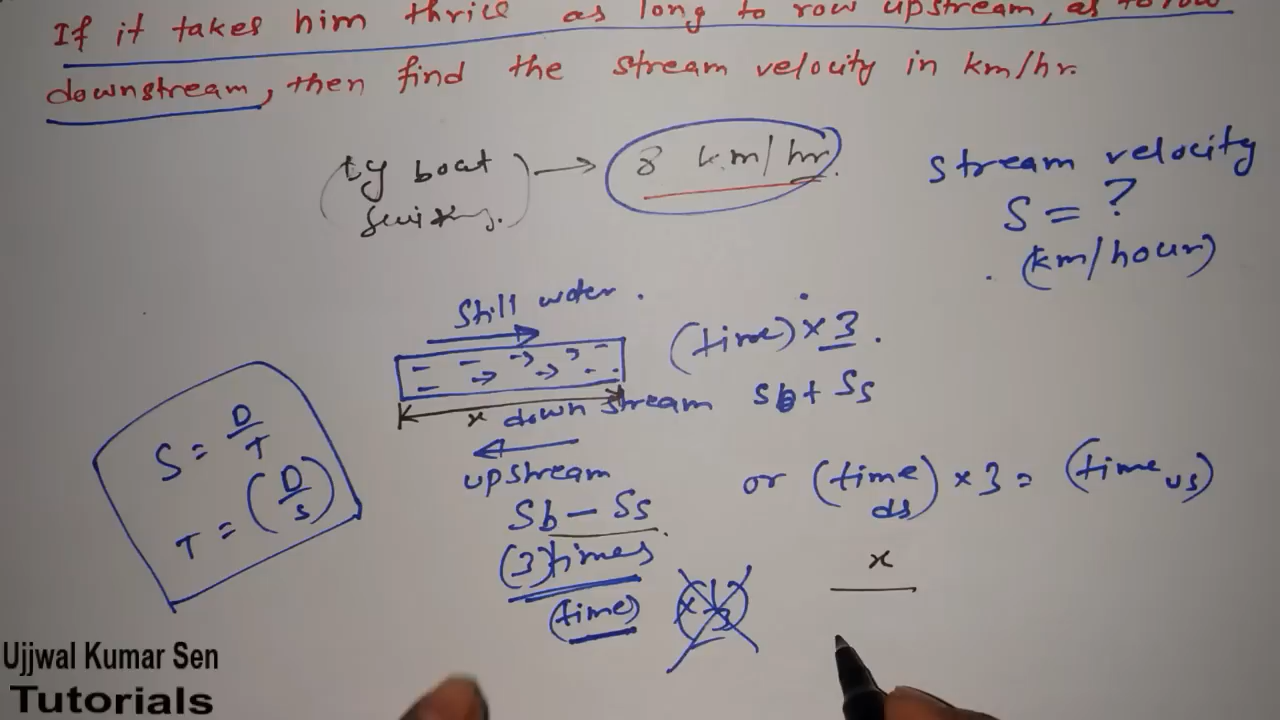 If it takes him thrice as long to row upstream, as to row
downstream, then find the stream velocity in km/hr.
boat
8 km/hr.
stream velocity
S = ?
(km/hour)
Still water.
(time) × 3.
x
down stream Sb + Ss
upstream
Sb - Ss
(3) times
(time)
S = D/T
T = (D/S)
or (time ds) × 3 = (time us)
x
Ujjwal Kumar Sen
Tutorials